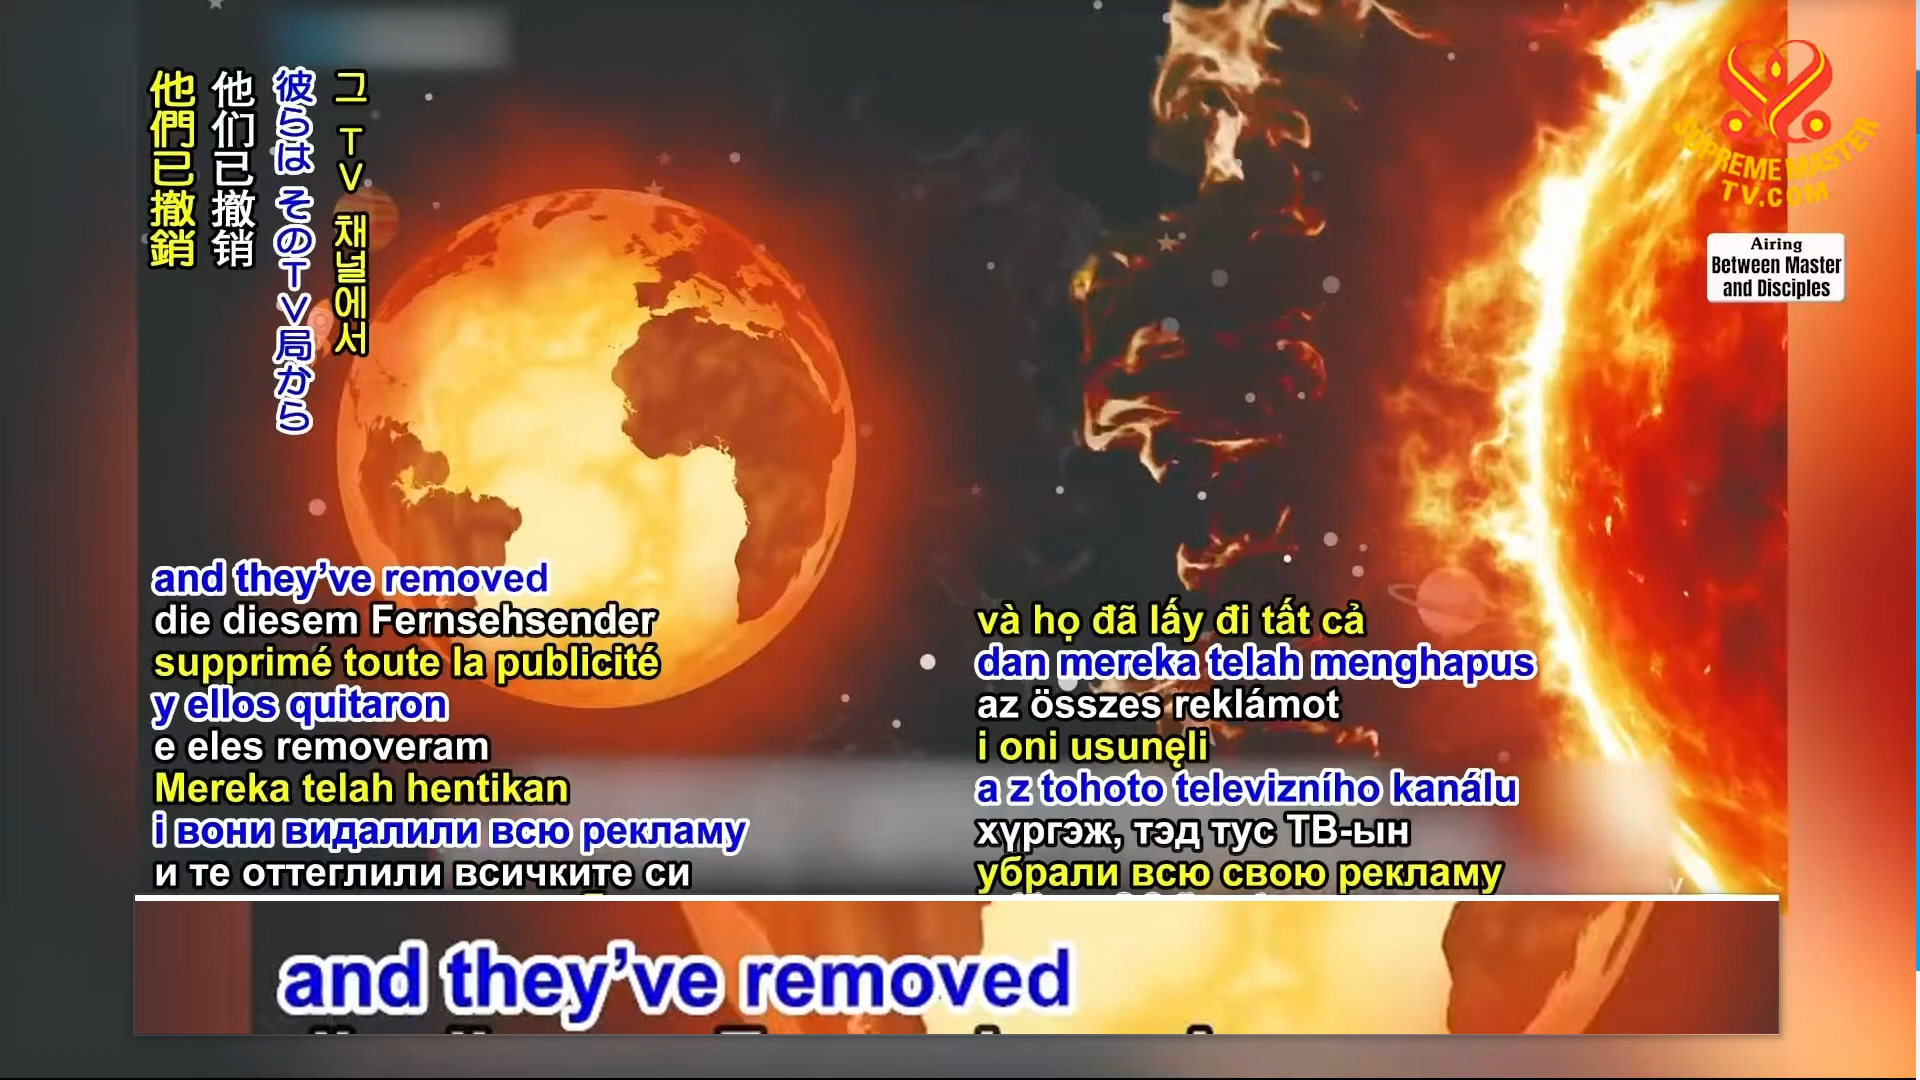 他們已撤銷
他们已撤销
彼らは そのTV局から
그 TV 채널에서
SUPREME MASTER
TV.COM
Airing
Between Master
and Disciples
and they've removed
die diesem Fernsehsender
supprimé toute la publicité
y ellos quitaron
e eles removeram
Mereka telah hentikan
і вони видалили всю рекламу
и те оттеглили всичките си
và họ đã lấy đi tất cả
dan mereka telah menghapus
az összes reklámot
i oni usunęli
a z tohoto televizního kanálu
хүргэж, тэд тус ТВ-ын
убрали всю свою рекламу
and they've removed